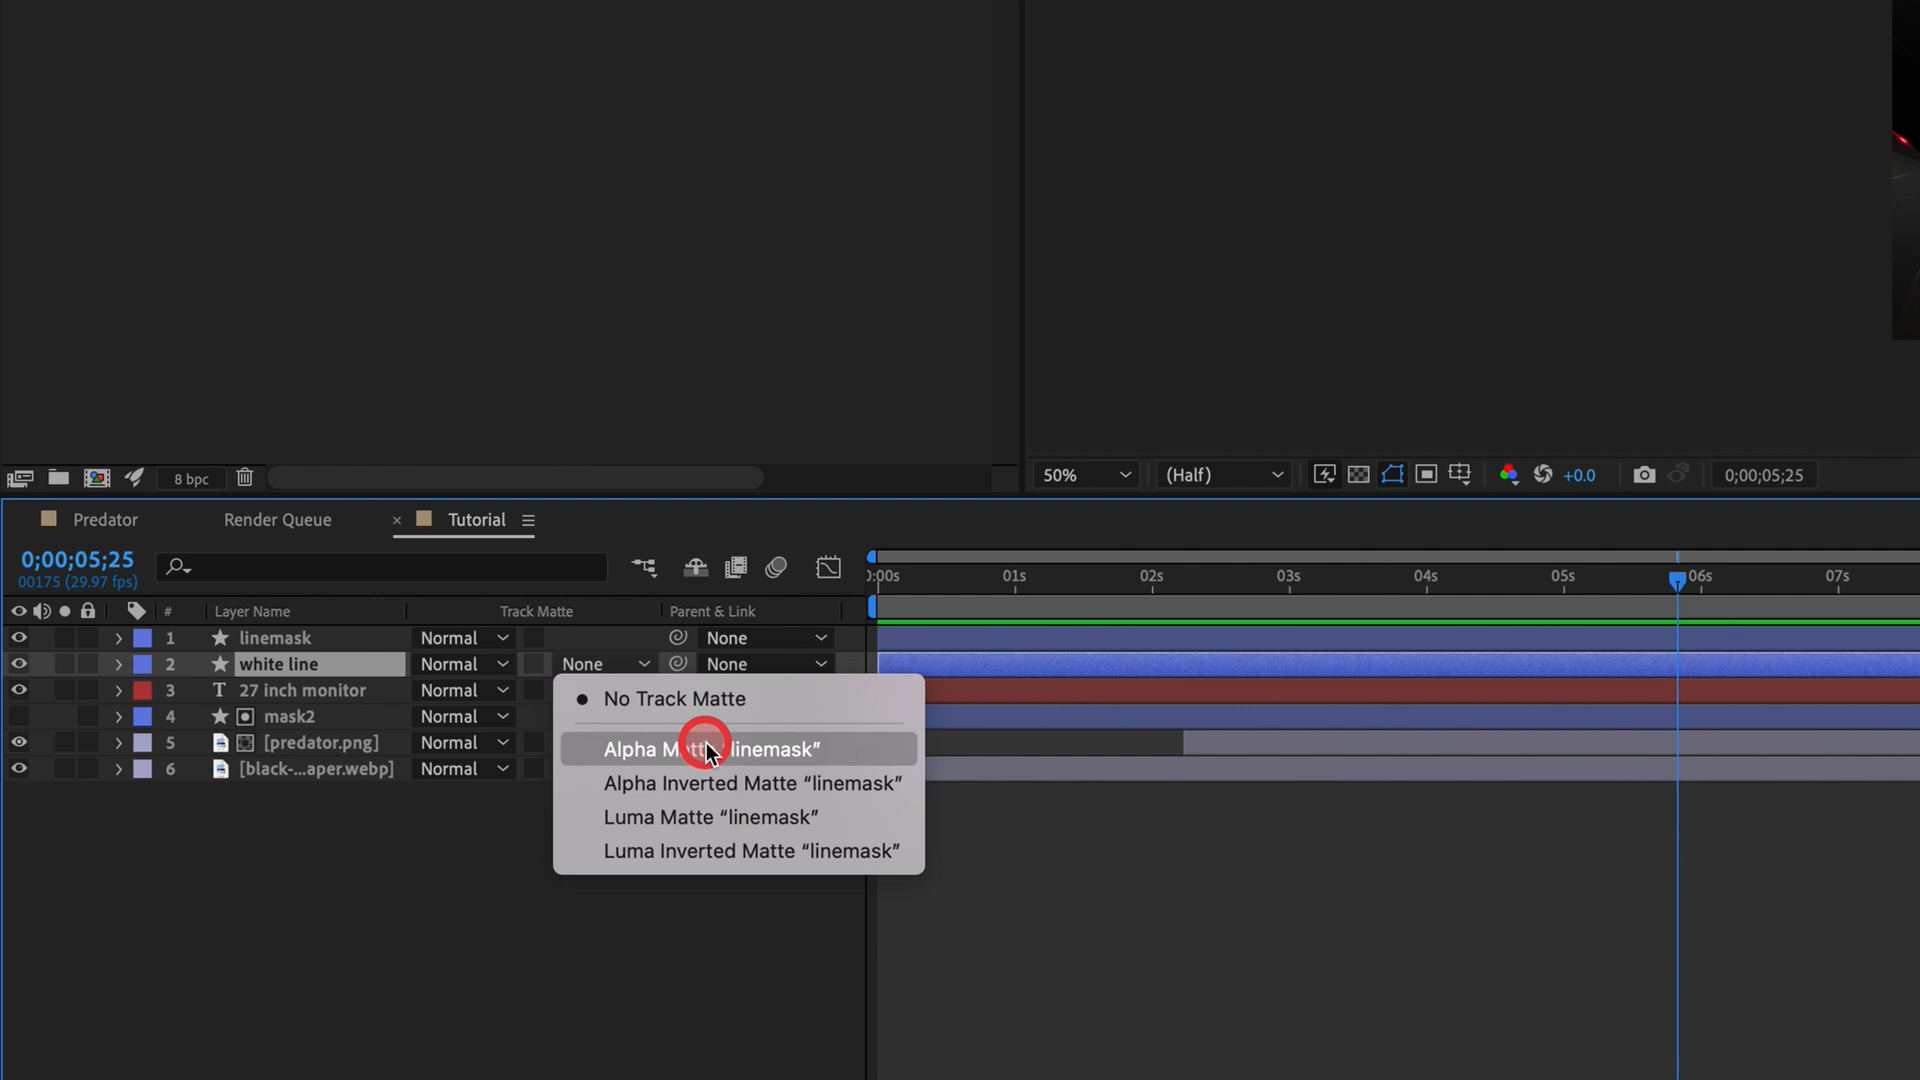 8 bpc
50%
(Half)
+0.0
0;00;05;25
Predator
Render Queue
Tutorial
0;00;05;25
00175 (29.97 fps)
:00s 01s 02s 03s 04s 05s 06s 07s
# Layer Name Track Matte Parent & Link
1 linemask Normal None
2 white line Normal None None
3 T 27 inch monitor Normal
4 mask2 Normal
5 [predator.png] Normal
6 [black-...aper.webp] Normal
No Track Matte
Alpha Matte “linemask”
Alpha Inverted Matte “linemask”
Luma Matte “linemask”
Luma Inverted Matte “linemask”